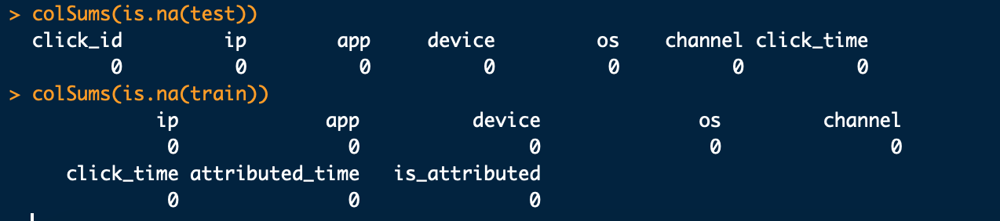 > colSums(is.na(test))
click_id ip app device os channel click_time
0 0 0 0 0 0 0
> colSums(is.na(train))
ip app device os channel
0 0 0 0 0
click_time attributed_time is_attributed
0 0 0